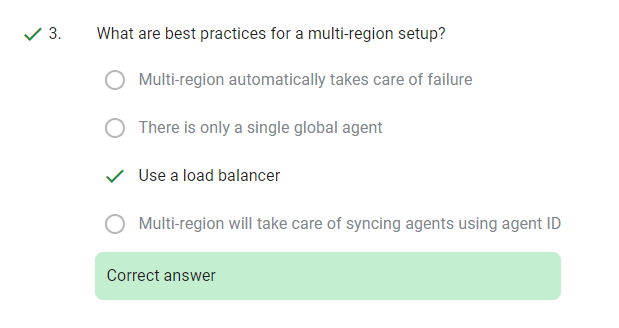 3. What are best practices for a multi-region setup?
Multi-region automatically takes care of failure
There is only a single global agent
Use a load balancer
Multi-region will take care of syncing agents using agent ID
Correct answer